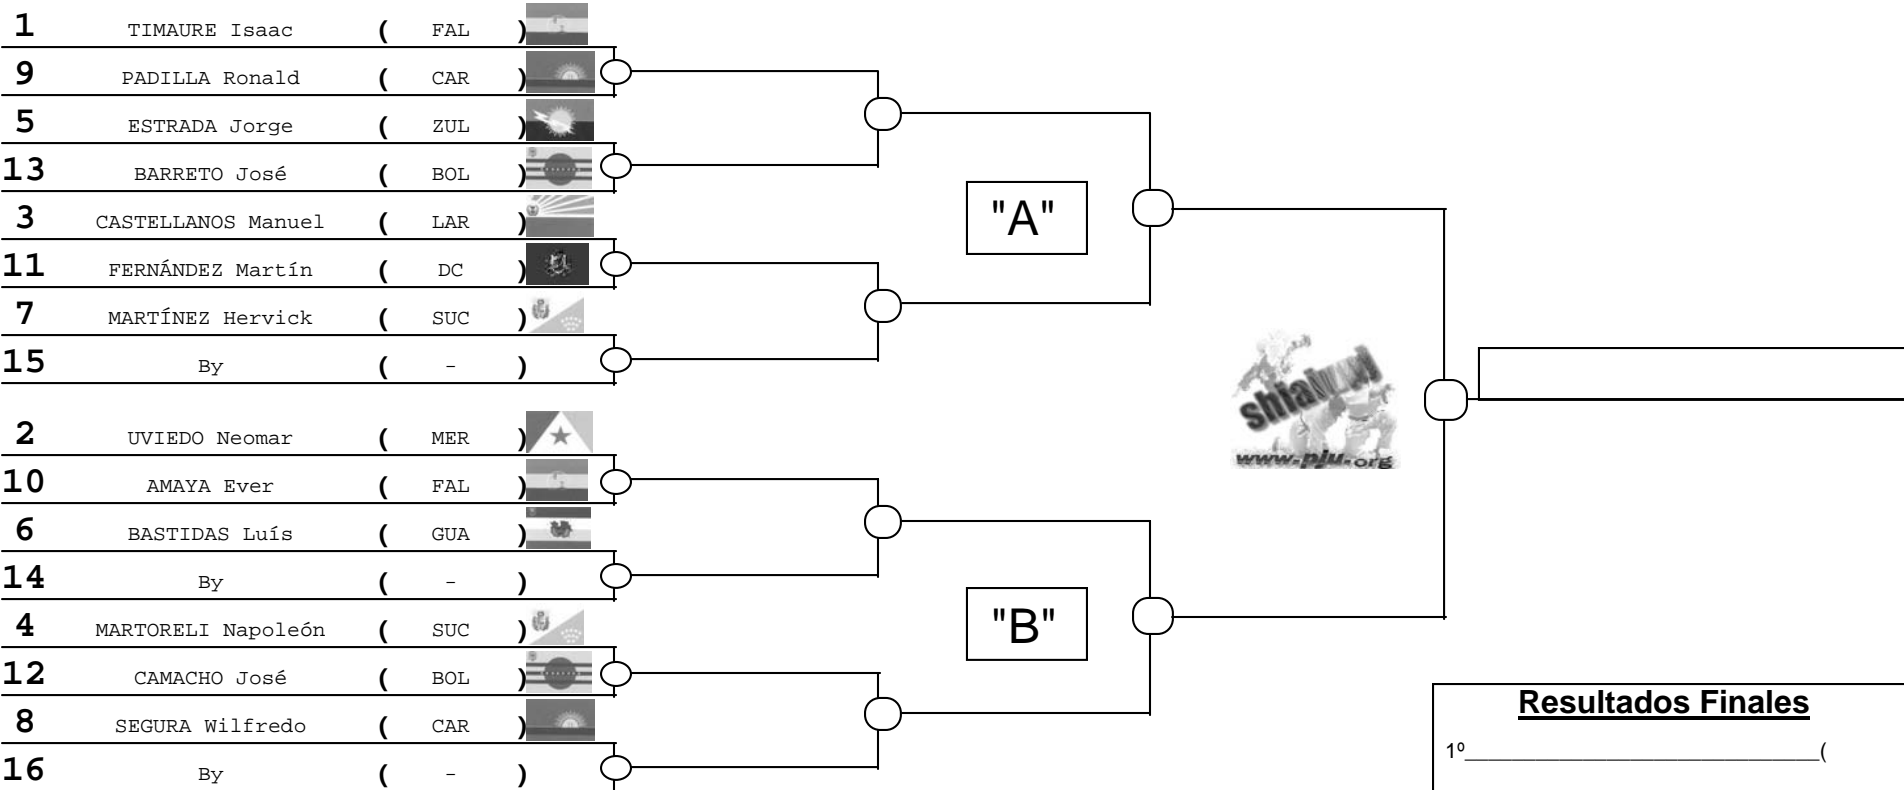 1 TIMAURE Isaac ( FAL )
9 PADILLA Ronald ( CAR )
5 ESTRADA Jorge ( ZUL )
13 BARRETO José ( BOL )
3 CASTELLANOS Manuel ( LAR )
11 FERNÁNDEZ Martín ( DC )
7 MARTÍNEZ Hervick ( SUC )
15 By ( - )
"A"
shiai
www.pju.org
2 UVIEDO Neomar ( MER )
10 AMAYA Ever ( FAL )
6 BASTIDAS Luís ( GUA )
14 By ( - )
4 MARTORELI Napoleón ( SUC )
12 CAMACHO José ( BOL )
8 SEGURA Wilfredo ( CAR )
16 By ( - )
"B"
Resultados Finales
1º______________________________(